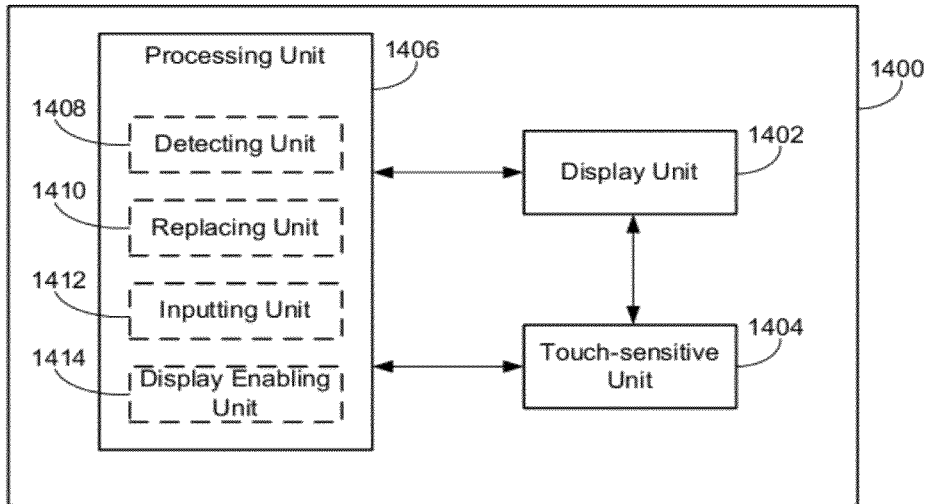 Processing Unit
1406
1400
1408
Detecting Unit
1402
Display Unit
1410
Replacing Unit
1412
Inputting Unit
1404
Touch-sensitive
Unit
1414
Display Enabling
Unit